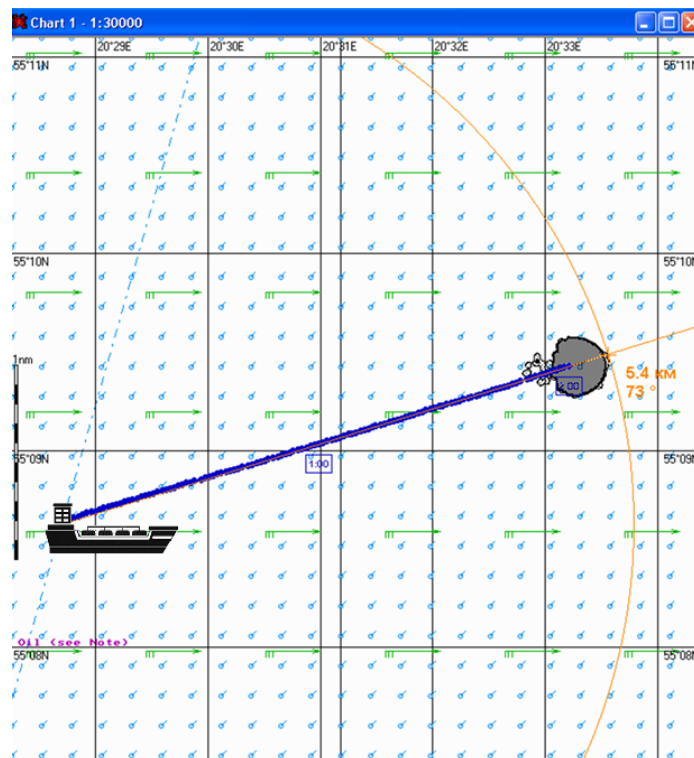 Chart 1 - 1:30000
20°29E 20°30E 20°31E 20°32E 20°33E
55°11N 55°11N
55°10N 55°10N
1nm
5.4 км
73 °
2:00
55°09N 55°09N
1:00
Oil (see Note)
55°08N 55°08N